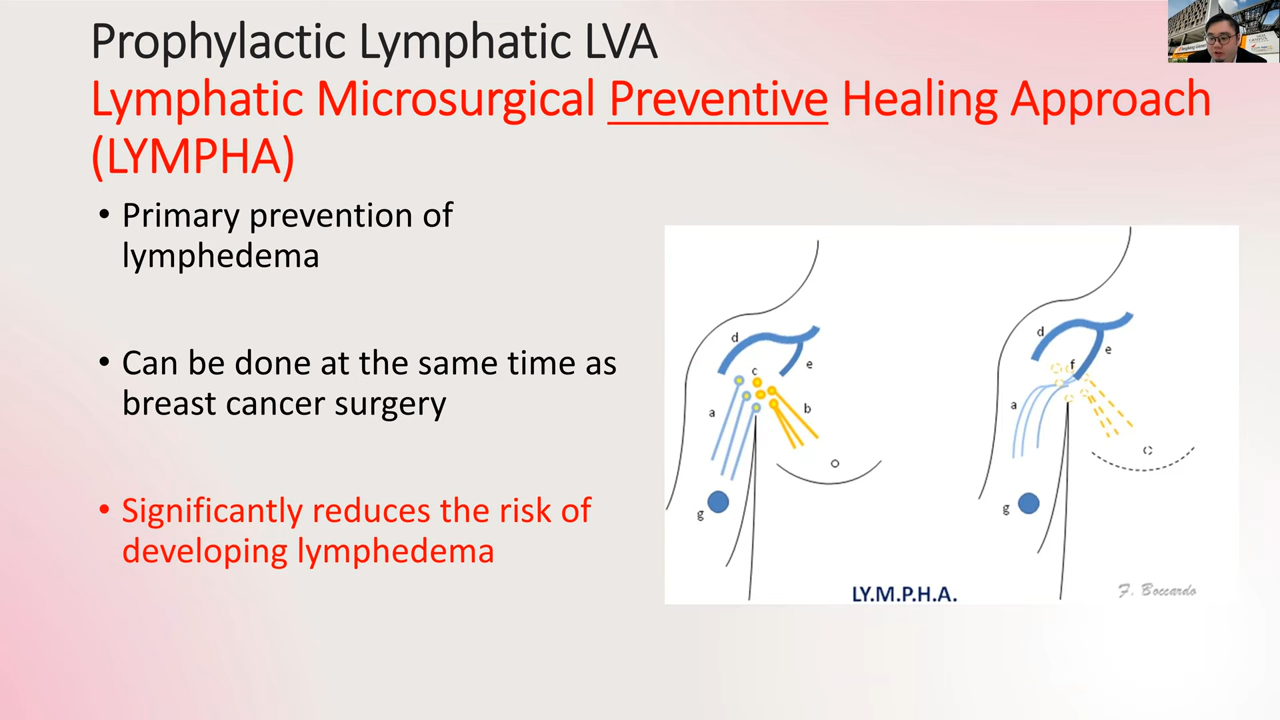 Prophylactic Lymphatic LVA
Lymphatic Microsurgical Preventive Healing Approach
(LYMPHA)
• Primary prevention of
lymphedema
• Can be done at the same time as
breast cancer surgery
• Significantly reduces the risk of
developing lymphedema
d
e
c
a
b
g
d
e
f
a
g
LY.M.P.H.A.
F. Boccardo